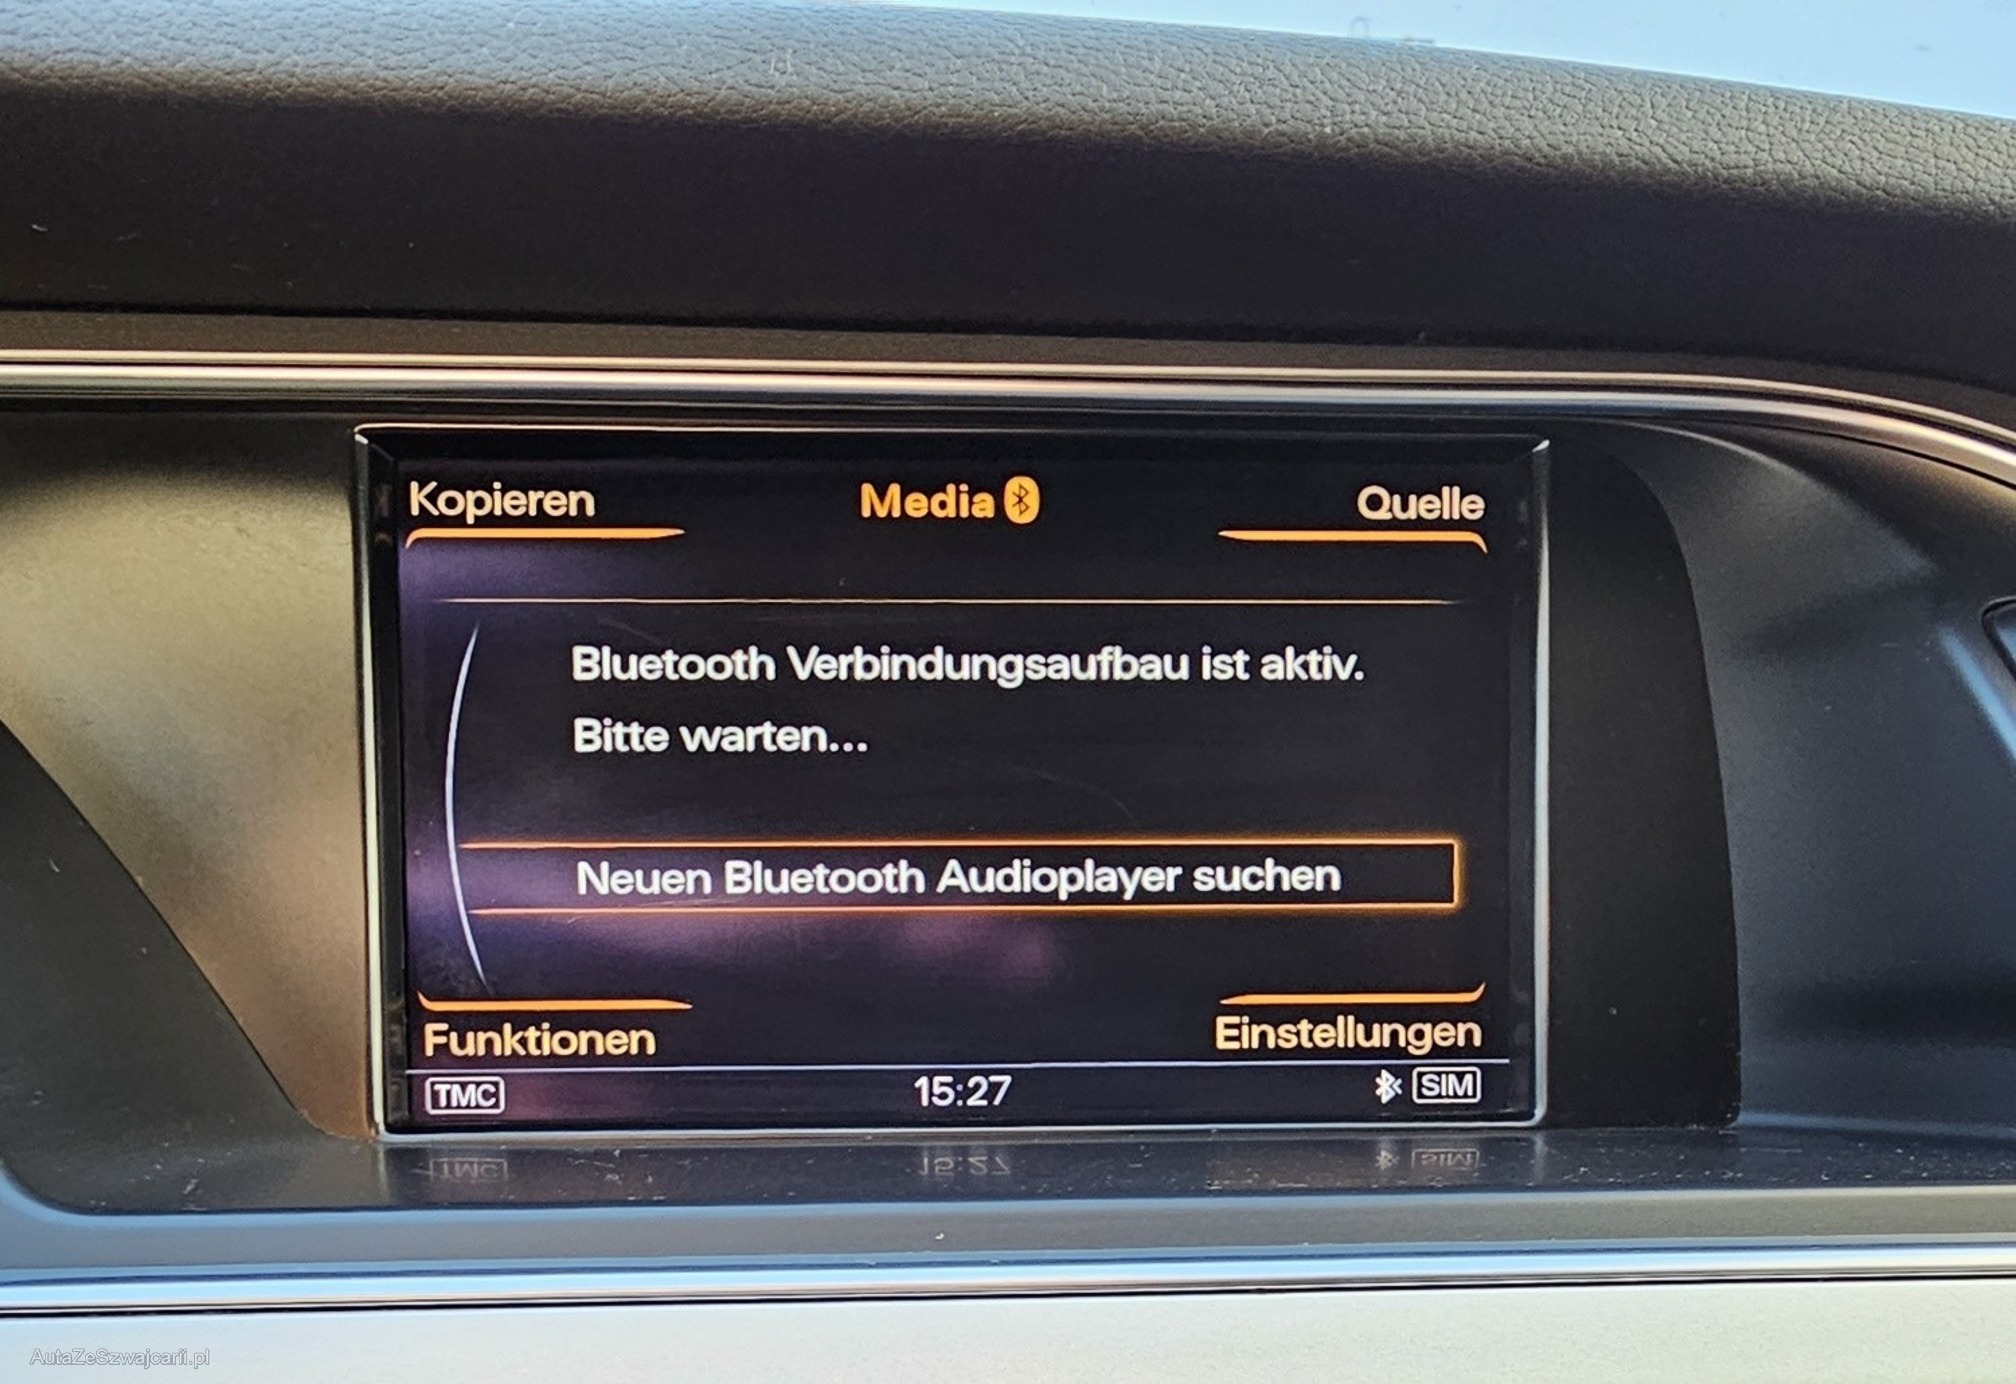 Kopieren
Media
Quelle
Bluetooth Verbindungsaufbau ist aktiv.
Bitte warten...
Neuen Bluetooth Audioplayer suchen
Funktionen
Einstellungen
TMC
15:27
SIM
AutaZeSzwajcarii.pl